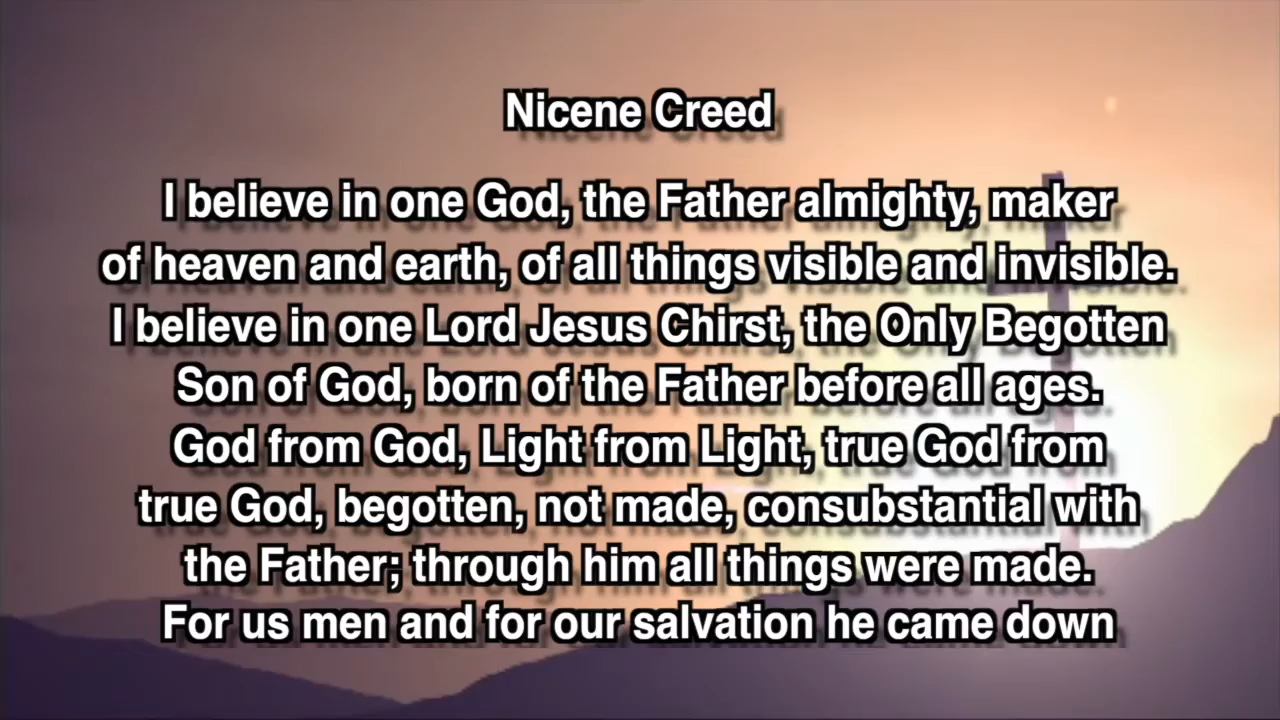 Nicene Creed
I believe in one God, the Father almighty, maker
of heaven and earth, of all things visible and invisible.
I believe in one Lord Jesus Chirst, the Only Begotten
Son of God, born of the Father before all ages.
God from God, Light from Light, true God from
true God, begotten, not made, consubstantial with
the Father; through him all things were made.
For us men and for our salvation he came down